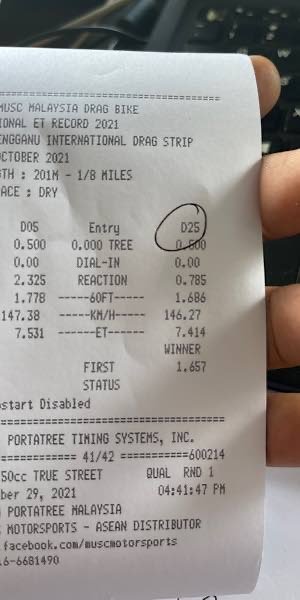 MUSC MALAYSIA DRAG BIKE
IONAL ET RECORD 2021
ENGGANU INTERNATIONAL DRAG STRIP
OCTOBER 2021
GTH : 201M - 1/8 MILES
ACE : DRY
D05 Entry D25
0.500 0.000 TREE 0.500
0.00 DIAL-IN 0.00
2.325 REACTION 0.785
1.778 -----60FT----- 1.686
147.38 -----KM/H----- 146.27
7.531 ------ET------ 7.414
WINNER
FIRST 1.657
STATUS
ostart Disabled
PORTATREE TIMING SYSTEMS, INC.
============ 41/42 ============600214
50cc TRUE STREET QUAL RND 1
ber 29, 2021 04:41:47 PM
PORTATREE MALAYSIA
MOTORSPORTS - ASEAN DISTRIBUTOR
.facebook.com/muscmotorsports
16-6681490